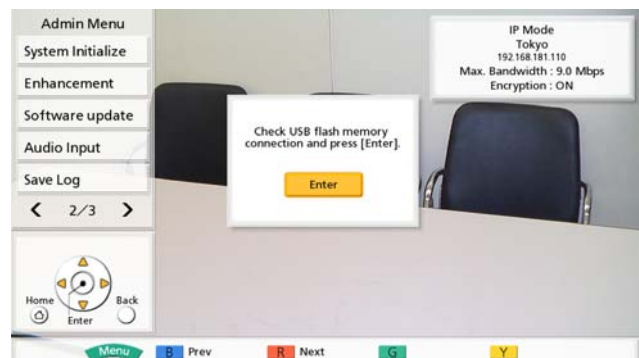 Admin Menu
System Initialize
Enhancement
Software update
Audio Input
Save Log
2/3
Home
Enter
Back
IP Mode
Tokyo
192.168.181.110
Max. Bandwidth : 9.0 Mbps
Encryption : ON
Check USB flash memory
connection and press [Enter].
Enter
Menu B Prev R Next G Y